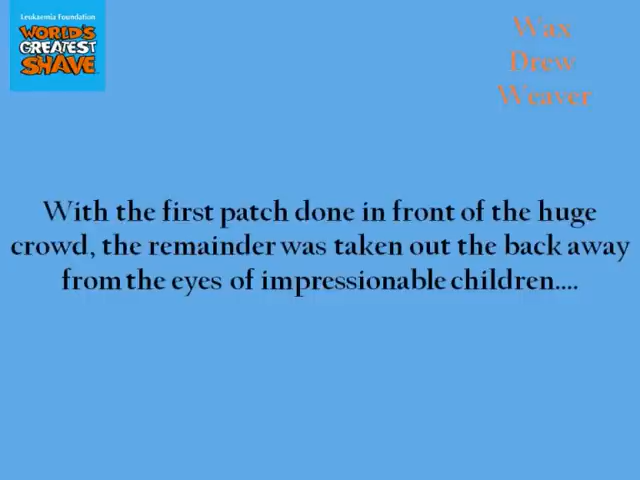 Leukaemia Foundation
WORLD'S
GREATEST
SHAVE
Wax
Drew
Weaver
With the first patch done in front of the huge
crowd, the remainder was taken out the back away
from the eyes of impressionable children....